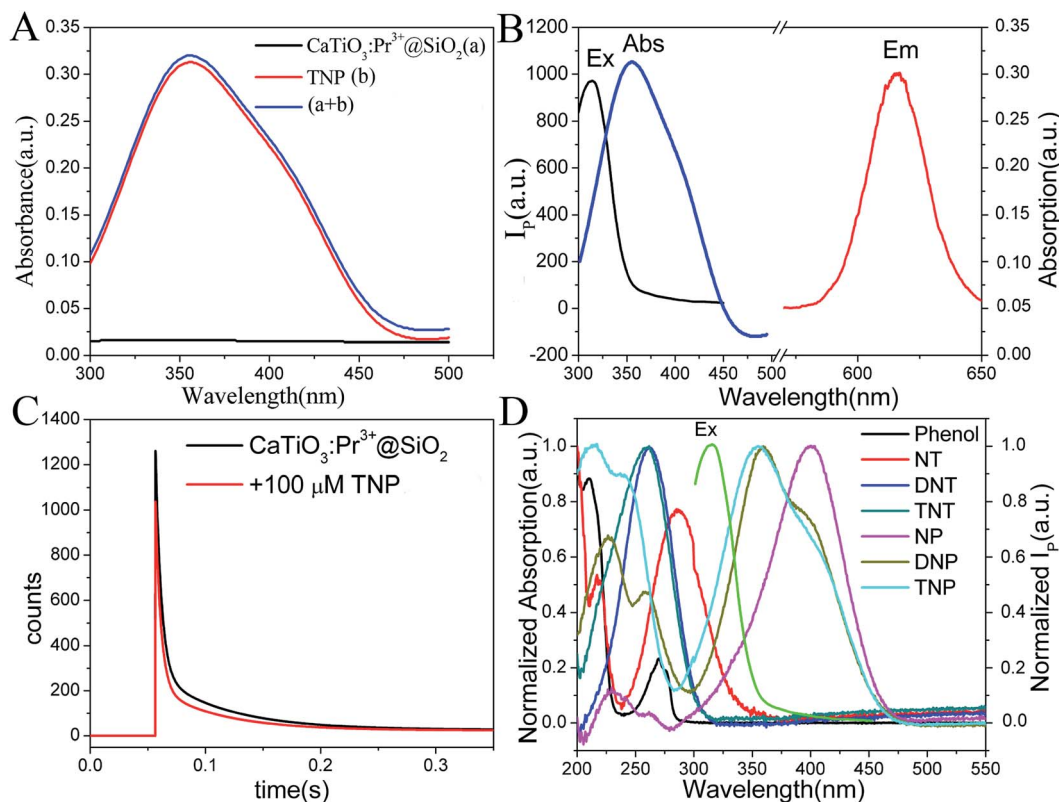 A
CaTiO₃:Pr³⁺@SiO₂(a)
TNP (b)
(a+b)
Absorbance(a.u.)
0.35
0.30
0.25
0.20
0.15
0.10
0.05
0.00
300 350 400 450 500
Wavelength(nm)
B
Ex Abs Em
I_P(a.u.)
1200
1000
800
600
400
200
0
-200
Absorption(a.u.)
0.35
0.30
0.25
0.20
0.15
0.10
0.05
0.00
300 350 400 450 500 600 650
Wavelength(nm)
C
CaTiO₃:Pr³⁺@SiO₂
+100 μM TNP
counts
1400
1200
1000
800
600
400
200
0
0.0 0.1 0.2 0.3
time(s)
D
Ex
Phenol
NT
DNT
TNT
NP
DNP
TNP
Normalized Absorption(a.u.)
1.0
0.8
0.6
0.4
0.2
0.0
Normalized I_P(a.u.)
1.0
0.8
0.6
0.4
0.2
0.0
200 250 300 350 400 450 500 550
Wavelength(nm)